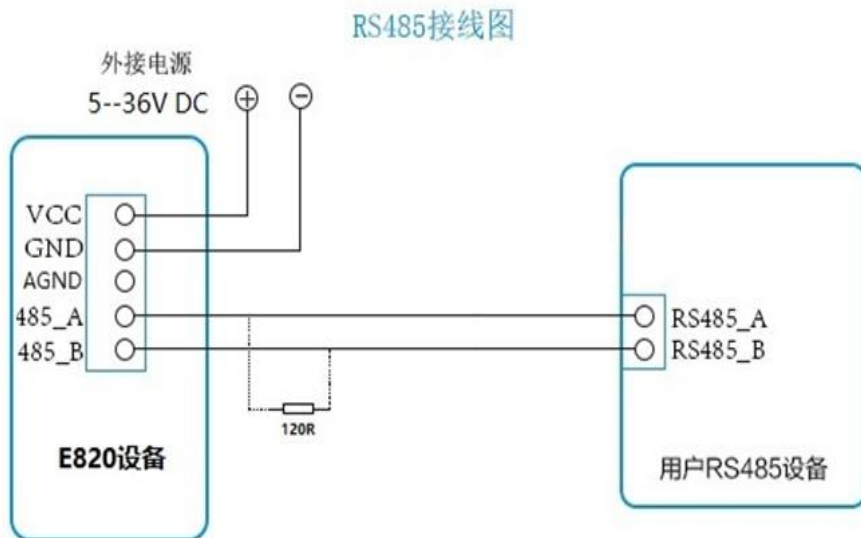 RS485接线图
外接电源
5--36V DC
+
-
VCC
GND
AGND
485_A
485_B
RS485_A
RS485_B
120R
E820设备
用户RS485设备